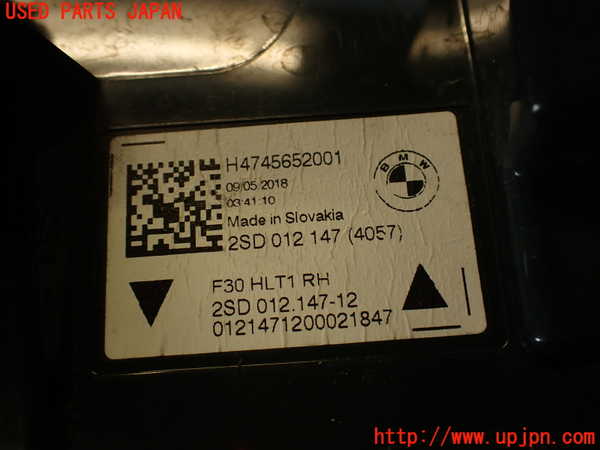 USED PARTS JAPAN
H4745652001
09/05/2018
03:41:10
Made in Slovakia
2SD 012 147 (4057)
BMW
F30 HLT1 RH
2SD 012.147-12
0121471200021847
http://www.upjpn.com/